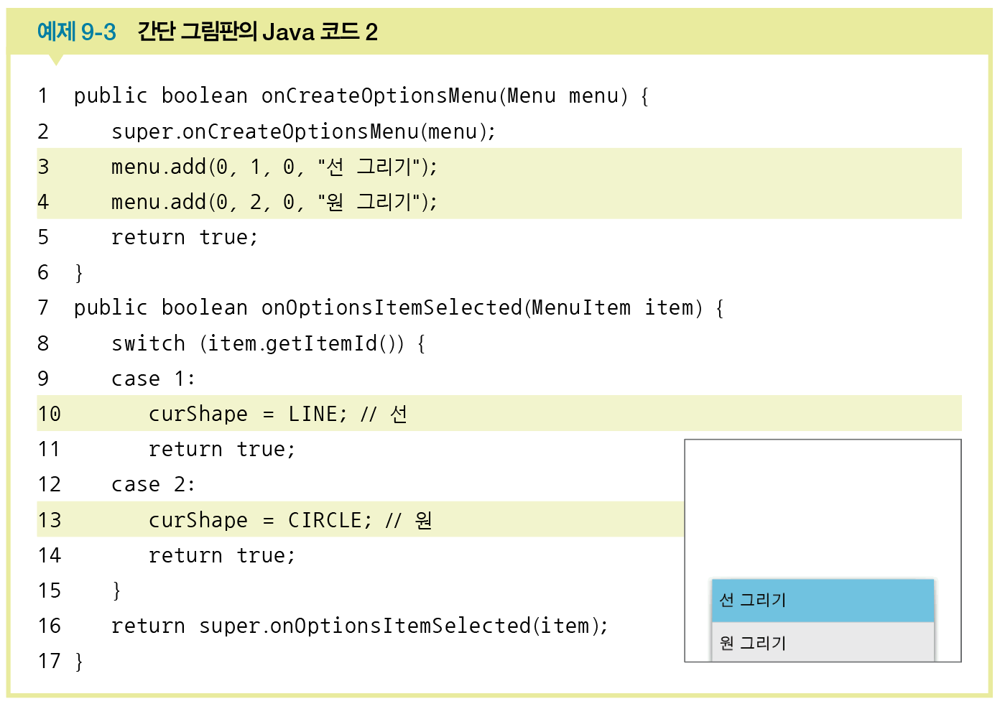 예제 9-3 간단 그림판의 Java 코드 2
1 public boolean onCreateOptionsMenu(Menu menu) {
2 super.onCreateOptionsMenu(menu);
3 menu.add(0, 1, 0, "선 그리기");
4 menu.add(0, 2, 0, "원 그리기");
5 return true;
6 }
7 public boolean onOptionsItemSelected(MenuItem item) {
8 switch (item.getItemId()) {
9 case 1:
10 curShape = LINE; // 선
11 return true;
12 case 2:
13 curShape = CIRCLE; // 원
14 return true;
15 }
16 return super.onOptionsItemSelected(item);
17 }
선 그리기
원 그리기